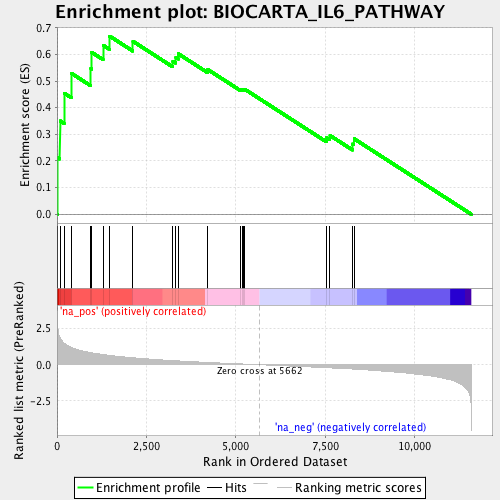 Enrichment plot: BIOCARTA_IL6_PATHWAY
Enrichment score (ES)
0.7
0.6
0.5
0.4
0.3
0.2
0.1
0.0
'na_pos' (positively correlated)
Ranked list metric (PreRanked)
2.5
0.0
-2.5
Zero cross at 5662
'na_neg' (negatively correlated)
0 2,500 5,000 7,500 10,000
Rank in Ordered Dataset
Enrichment profile Hits Ranking metric scores